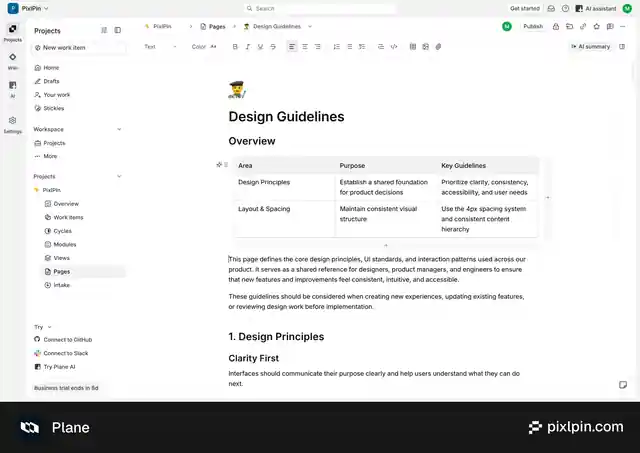 P PixlPin
Search
Get started
AI assistant
M
Projects
Wiki
AI
Settings
Projects
New work item
Home
Drafts
Your work
Stickies
Workspace
Projects
More
Projects
PixlPin
Overview
Work items
Cycles
Modules
Views
Pages
Intake
Try
Connect to GitHub
Connect to Slack
Try Plane AI
Business trial ends in 5d
PixlPin > Pages > Design Guidelines
M Publish
Text
Color Aa
B I U S
AI summary
Design Guidelines
Overview
Area Purpose Key Guidelines
Design Principles Establish a shared foundation Prioritize clarity, consistency,
for product decisions accessibility, and user needs
Layout & Spacing Maintain consistent visual Use the 4px spacing system
structure and consistent content
hierarchy
This page defines the core design principles, UI standards, and interaction patterns used across our
product. It serves as a shared reference for designers, product managers, and engineers to ensure
that new features and improvements feel consistent, intuitive, and accessible.
These guidelines should be considered when creating new experiences, updating existing features,
or reviewing design work before implementation.
1. Design Principles
Clarity First
Interfaces should communicate their purpose clearly and help users understand what they can do
next.
Plane
pixlpin.com